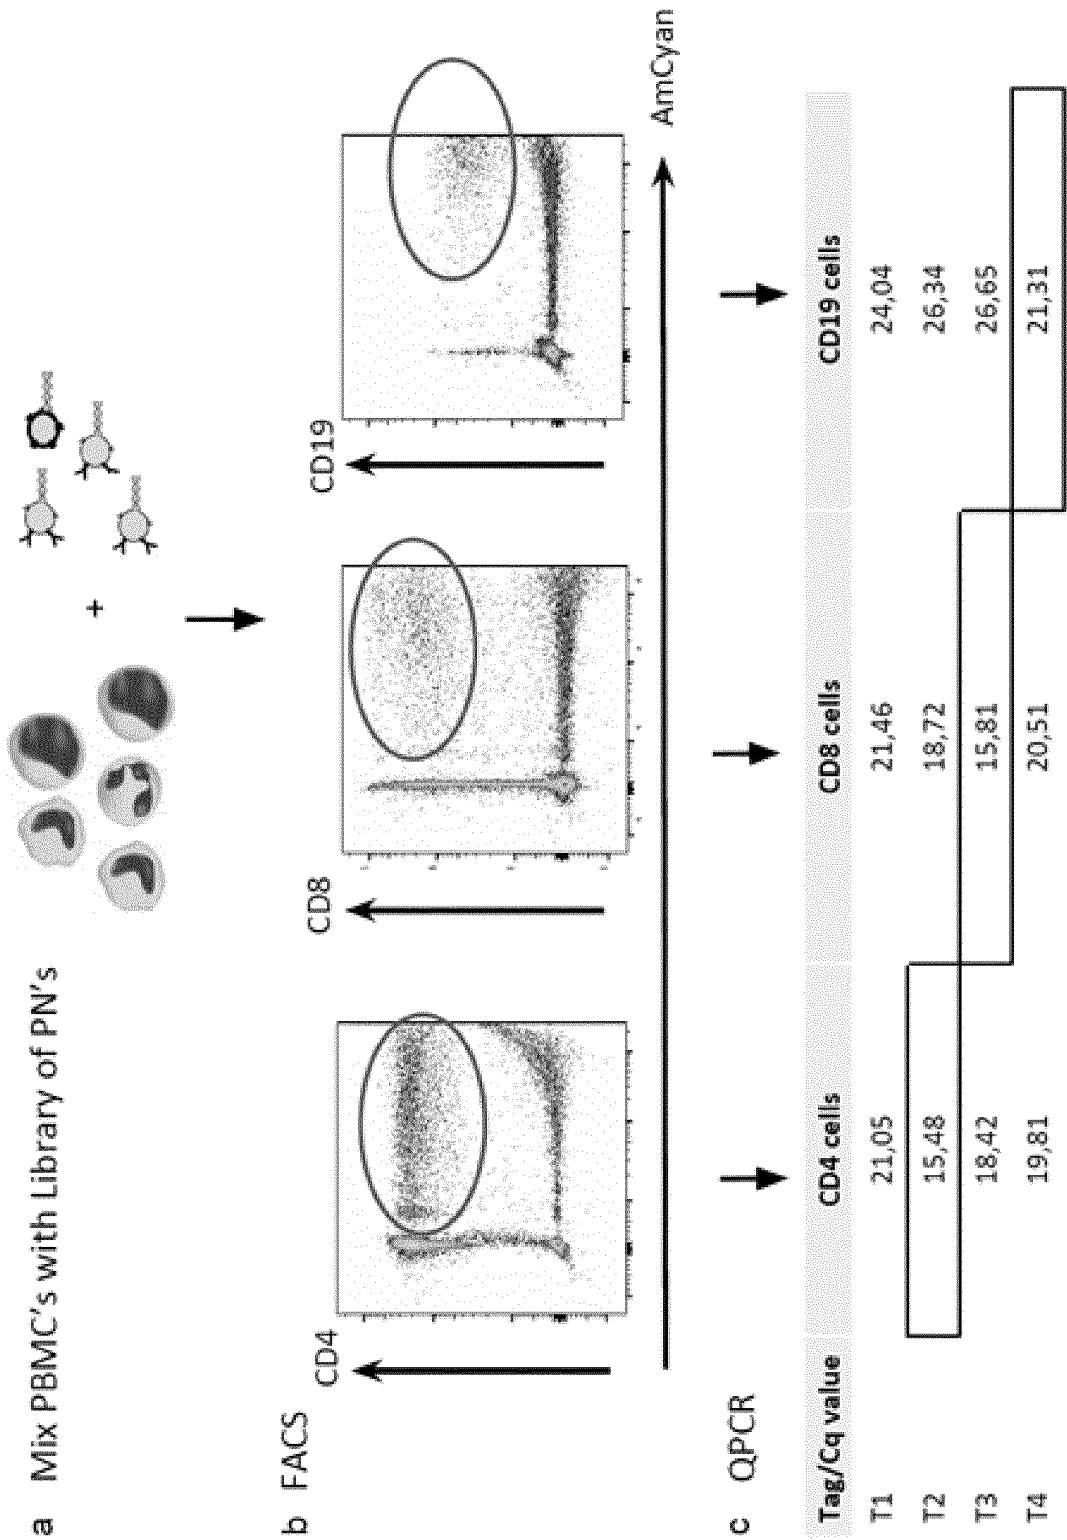 a Mix PBMC's with Library of PN's
+
b FACS
CD4
CD8
CD19
AmCyan
c QPCR
Tag/Cq value CD4 cells CD8 cells CD19 cells
T1 21,05 21,46 24,04
T2 15,48 18,72 26,34
T3 18,42 15,81 26,65
T4 19,81 20,51 21,31